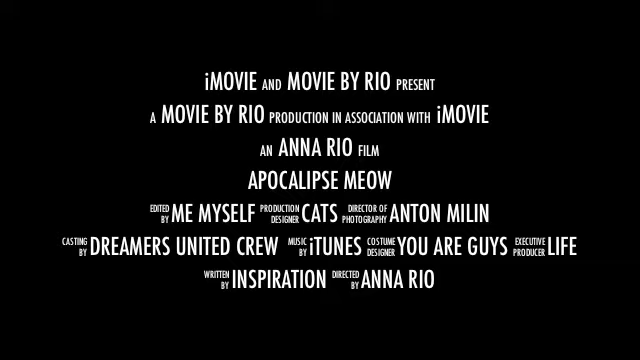 iMOVIE AND MOVIE BY RIO PRESENT
A MOVIE BY RIO PRODUCTION IN ASSOCIATION WITH iMOVIE
AN ANNA RIO FILM
APOCALIPSE MEOW
EDITED BY ME MYSELF PRODUCTION DESIGNER CATS DIRECTOR OF PHOTOGRAPHY ANTON MILIN
CASTING BY DREAMERS UNITED CREW MUSIC BY iTUNES COSTUME DESIGNER YOU ARE GUYS EXECUTIVE PRODUCER LIFE
WRITTEN BY INSPIRATION DIRECTED BY ANNA RIO